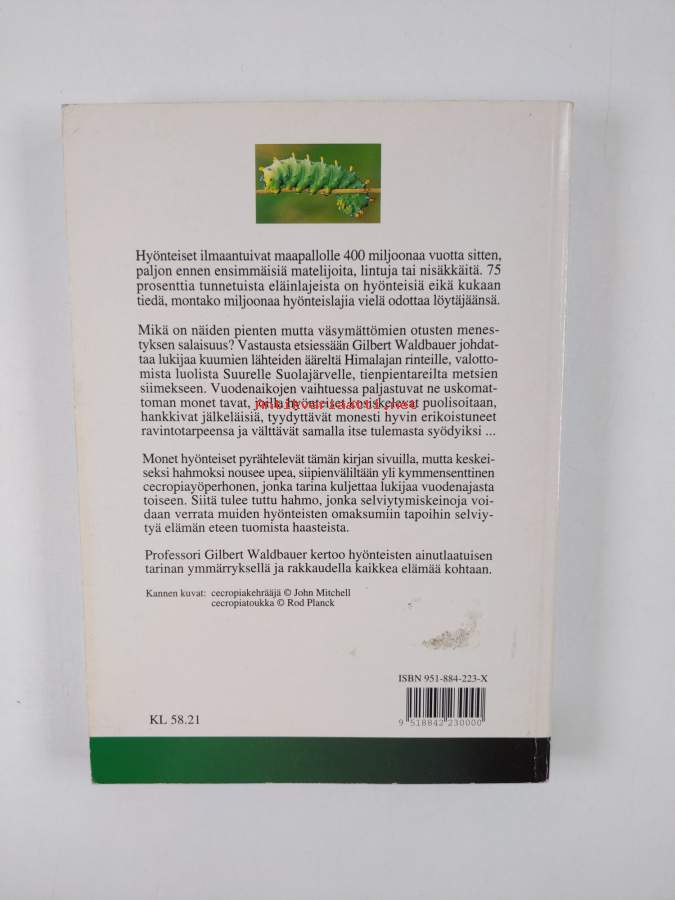 Hyönteiset ilmaantuivat maapallolle 400 miljoonaa vuotta sitten,
paljon ennen ensimmäisiä matelijoita, lintuja tai nisäkkäitä. 75
prosenttia tunnetuista eläinlajeista on hyönteisiä eikä kukaan
tiedä, montako miljoonaa hyönteislajia vielä odottaa löytäjäänsä.
Mikä on näiden pienten mutta väsymättömien otusten menes-
tyksen salaisuus? Vastausta etsiessään Gilbert Waldbauer johdat-
taa lukijaa kuumien lähteiden ääreltä Himalajan rinteille, valotto-
mista luolista Suurelle Suolajärvelle, tienpientareilta metsien
siimekseen. Vuodenaikojen vaihtuessa paljastuvat ne uskomat-
toman monet tavat, joilla hyönteiset kosiskelevat puolisoitaan,
Antikvariaatti.net
hankkivat jälkeläisiä, tyydyttävät monesti hyvin erikoistuneet
ravintotarpeensa ja välttävät samalla itse tulemasta syödyiksi ...
Monet hyönteiset pyrähtelevät tämän kirjan sivuilla, mutta keskei-
seksi hahmoksi nousee upea, siipienväliltään yli kymmensenttinen
cecropiayöperhonen, jonka tarina kuljettaa lukijaa vuodenajasta
toiseen. Siitä tulee tuttu hahmo, jonka selviytymiskeinoja voi-
daan verrata muiden hyönteisten omaksumiin tapoihin selviy-
tyä elämän eteen tuomista haasteista.
Professori Gilbert Waldbauer kertoo hyönteisten ainutlaatuisen
tarinan ymmärryksellä ja rakkaudella kaikkea elämää kohtaan.
Kannen kuvat: cecropiakehrääjä © John Mitchell
cecropiatoukka © Rod Planck
ISBN 951-884-223-X
KL 58.21
9 518842 230000